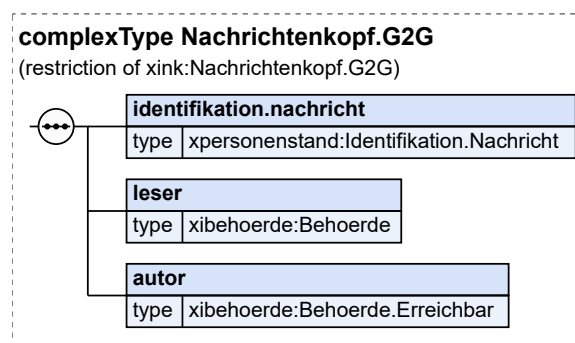 complexType Nachrichtenkopf.G2G
(restriction of xink:Nachrichtenkopf.G2G)
identifikation.nachricht
type xpersonenstand:Identifikation.Nachricht
leser
type xibehoerde:Behoerde
autor
type xibehoerde:Behoerde.Erreichbar